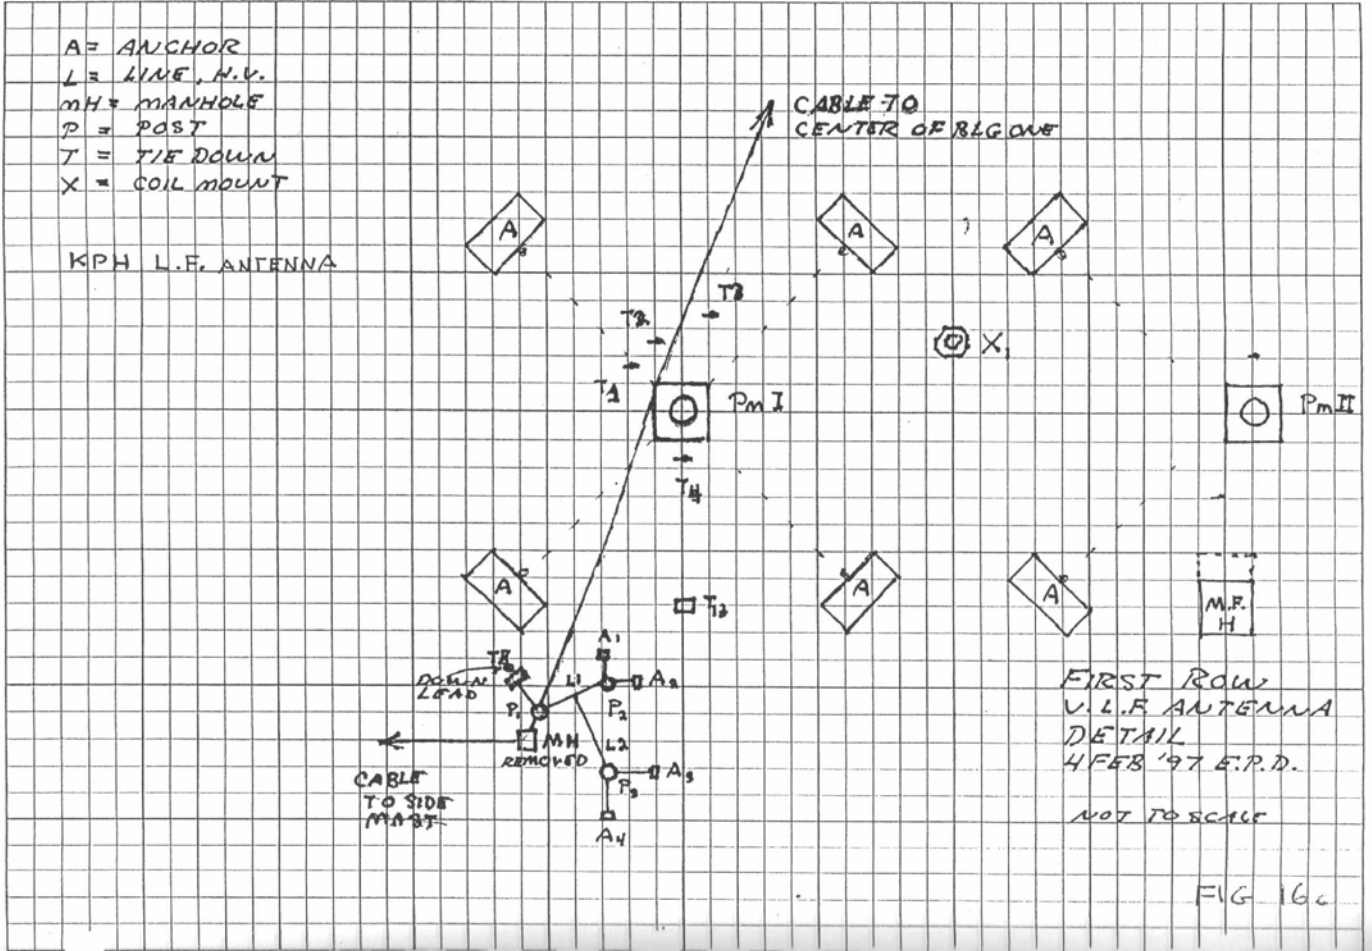 A = ANCHOR
L = LINE, H.V.
MH = MANHOLE
P = POST
T = TIE DOWN
X = COIL MOUNT
KPH L.F. ANTENNA
CABLE TO
CENTER OF BLG ONE
A
A
A
T3
T2
X1
T1
Pm I
Pm II
T4
A
A
A
T12
M.F.
H
A1
DOWN
LEAD
L1
A2
P1
P2
MH
REMOVED
L2
A3
P3
CABLE
TO SIDE
MAST
A4
FIRST ROW
V.L.F. ANTENNA
DETAIL
4 FEB '97 E.P.D.
NOT TO SCALE
FIG 16c